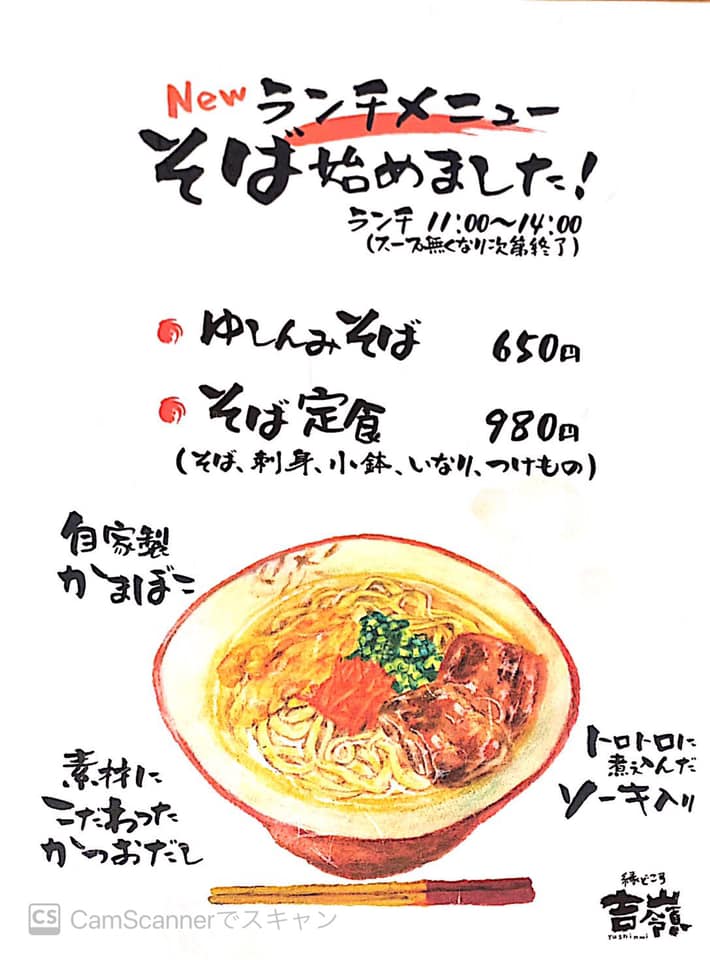 New ランチメニュー
そば始めました!
ランチ 11:00~14:00
(スープ無くなり次第終了)
ゆしんみそば 650円
そば定食 980円
(そば、刺身、小鉢、いなり、つけもの)
自家製
かまぼこ
トロトロに
煮え込んだ
ソーキ入り
素材に
こだわった
かつおだし
縁どころ
吉嶺
Yushinmi
CS CamScannerでスキャン